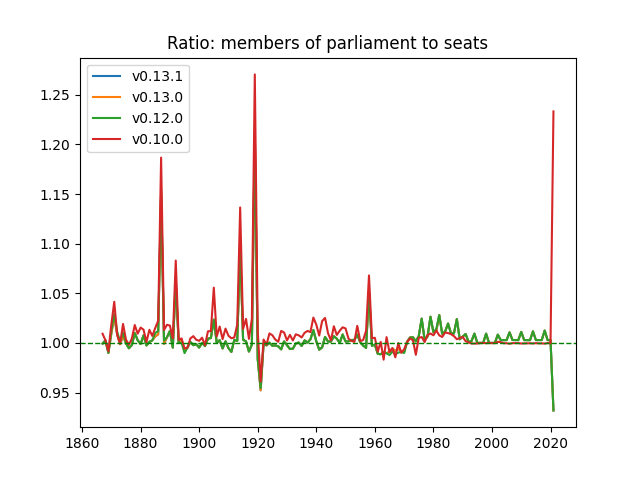 Ratio: members of parliament to seats
v0.13.1
v0.13.0
v0.12.0
v0.10.0
1.25
1.20
1.15
1.10
1.05
1.00
0.95
1860 1880 1900 1920 1940 1960 1980 2000 2020